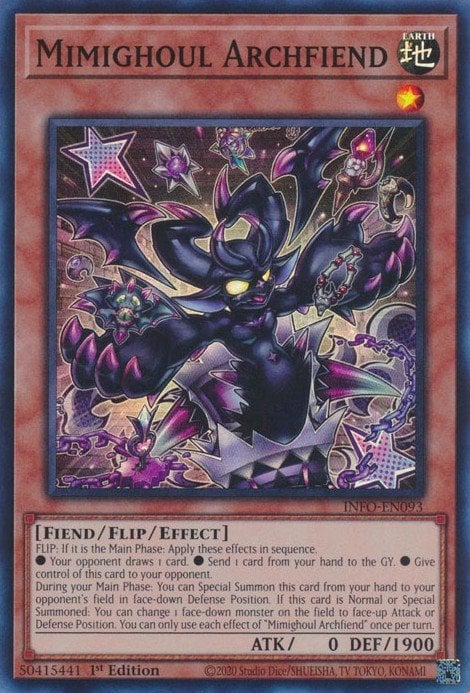 MIMIGHOUL ARCHFIEND
EARTH
地
INFO-EN093
[FIEND/FLIP/EFFECT]
FLIP: If it is the Main Phase: Apply these effects in sequence.
● Your opponent draws 1 card. ● Send 1 card from your hand to the GY. ● Give
control of this card to your opponent.
During your Main Phase: You can Special Summon this card from your hand to
your opponent's field in face-down Defense Position. If this card is Normal or Special
Summoned: You can change 1 face-down monster on the field to face-up Attack or
Defense Position. You can only use each effect of "Mimighoul Archfiend" once per turn.
ATK/ 0 DEF/1900
50415441 1st Edition ©2020 Studio Dice/SHUEISHA, TV TOKYO, KONAMI